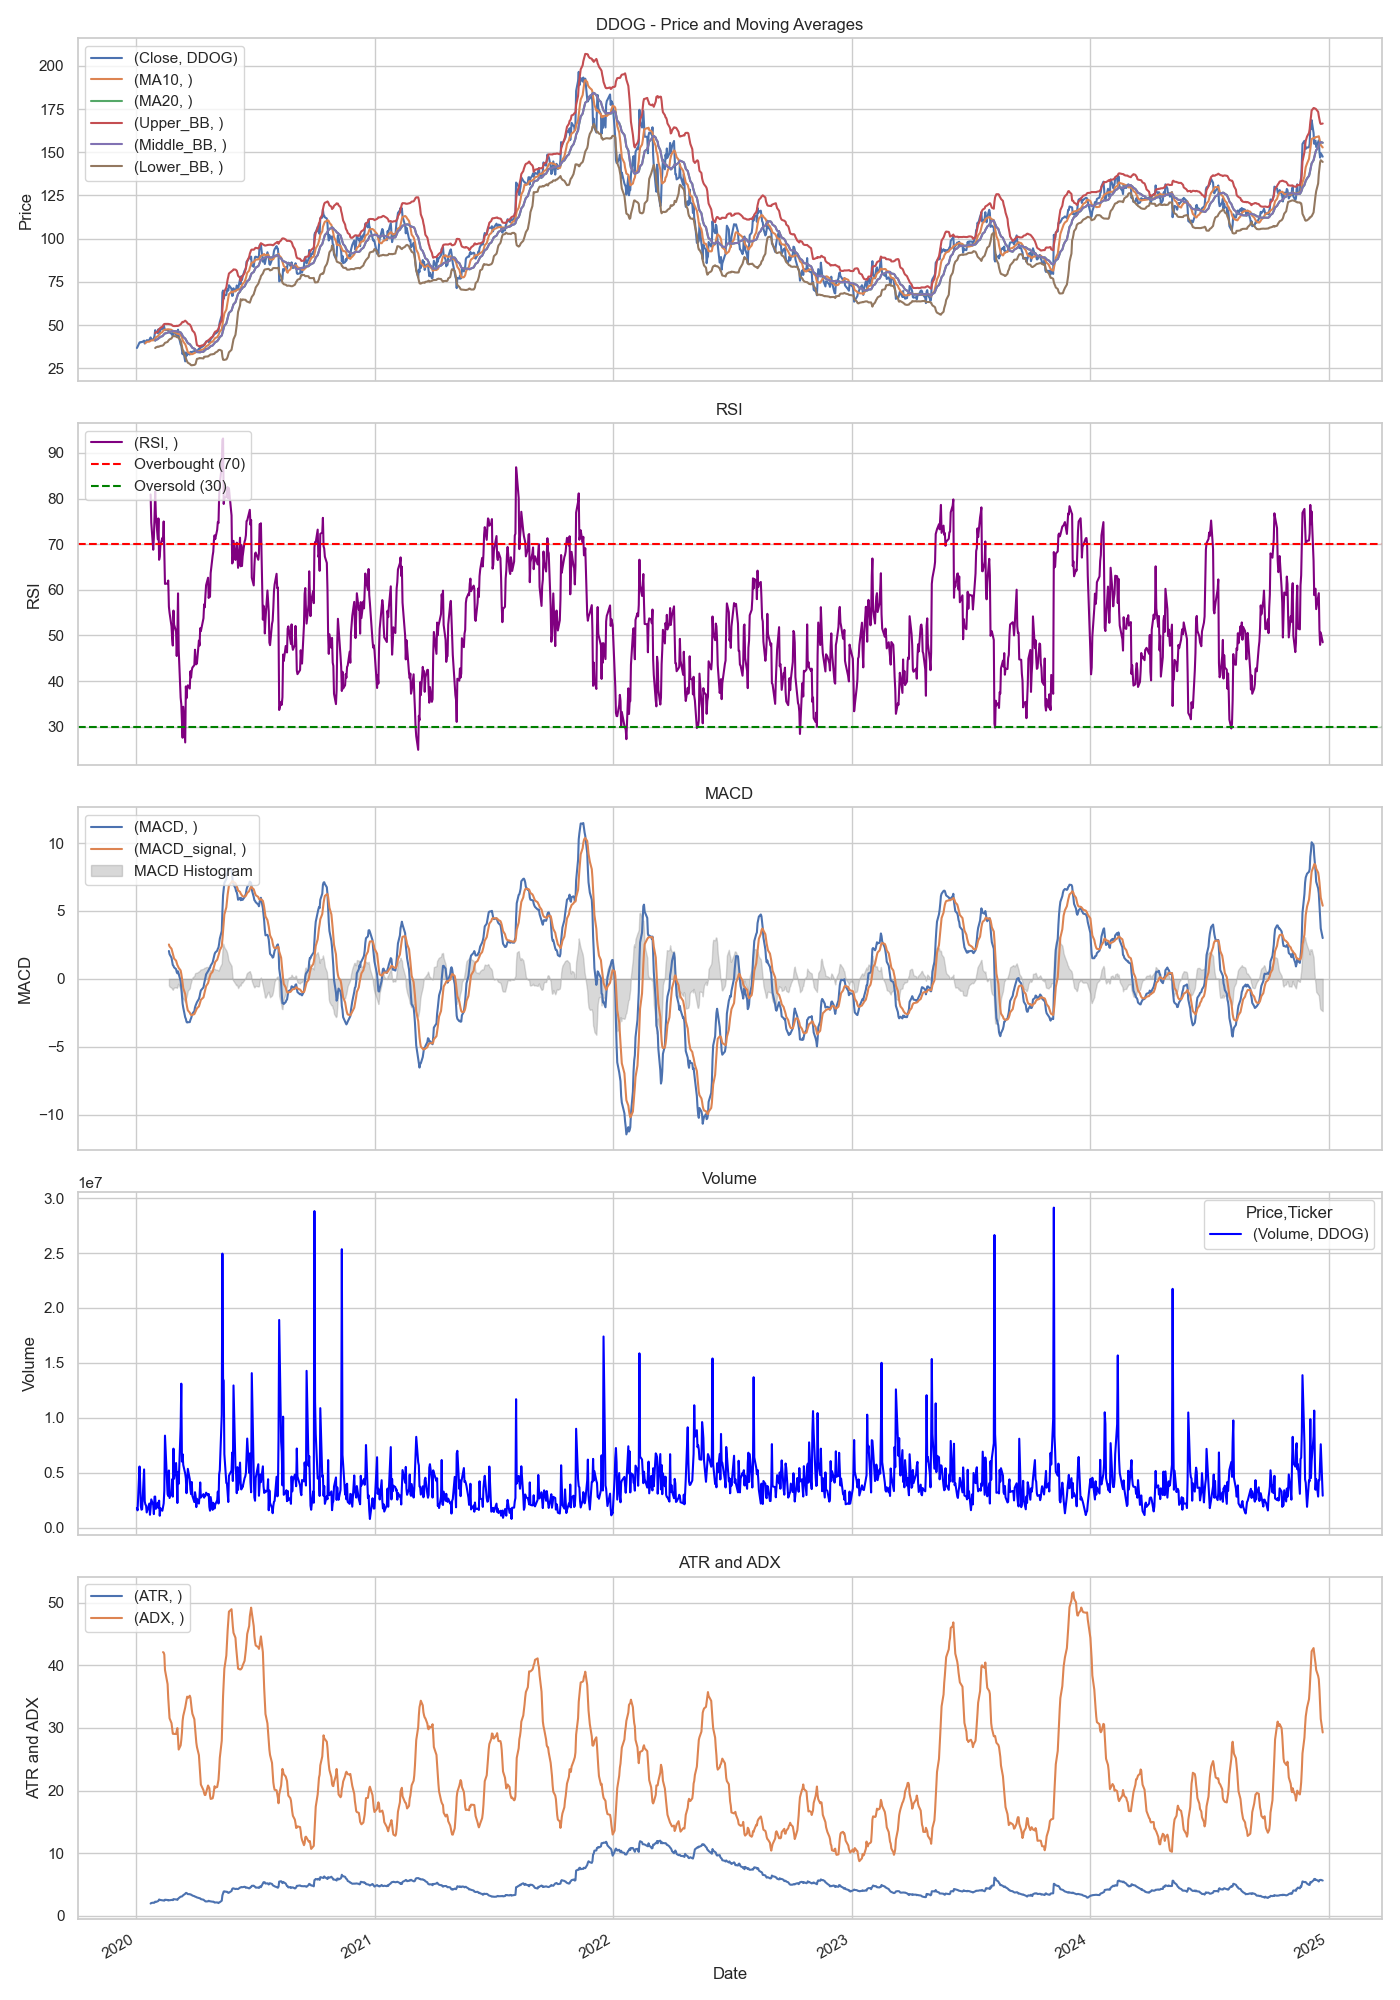 DDOG - Price and Moving Averages
(Close, DDOG)
(MA10, )
(MA20, )
(Upper_BB, )
(Middle_BB, )
(Lower_BB, )
Price
200
175
150
125
100
75
50
25
RSI
(RSI, )
Overbought (70)
Oversold (30)
RSI
90
80
70
60
50
40
30
MACD
(MACD, )
(MACD_signal, )
MACD Histogram
MACD
10
5
0
−5
−10
Volume
1e7
Price,Ticker
(Volume, DDOG)
Volume
3.0
2.5
2.0
1.5
1.0
0.5
0.0
ATR and ADX
(ATR, )
(ADX, )
ATR and ADX
50
40
30
20
10
0
2020
2021
2022
2023
2024
2025
Date